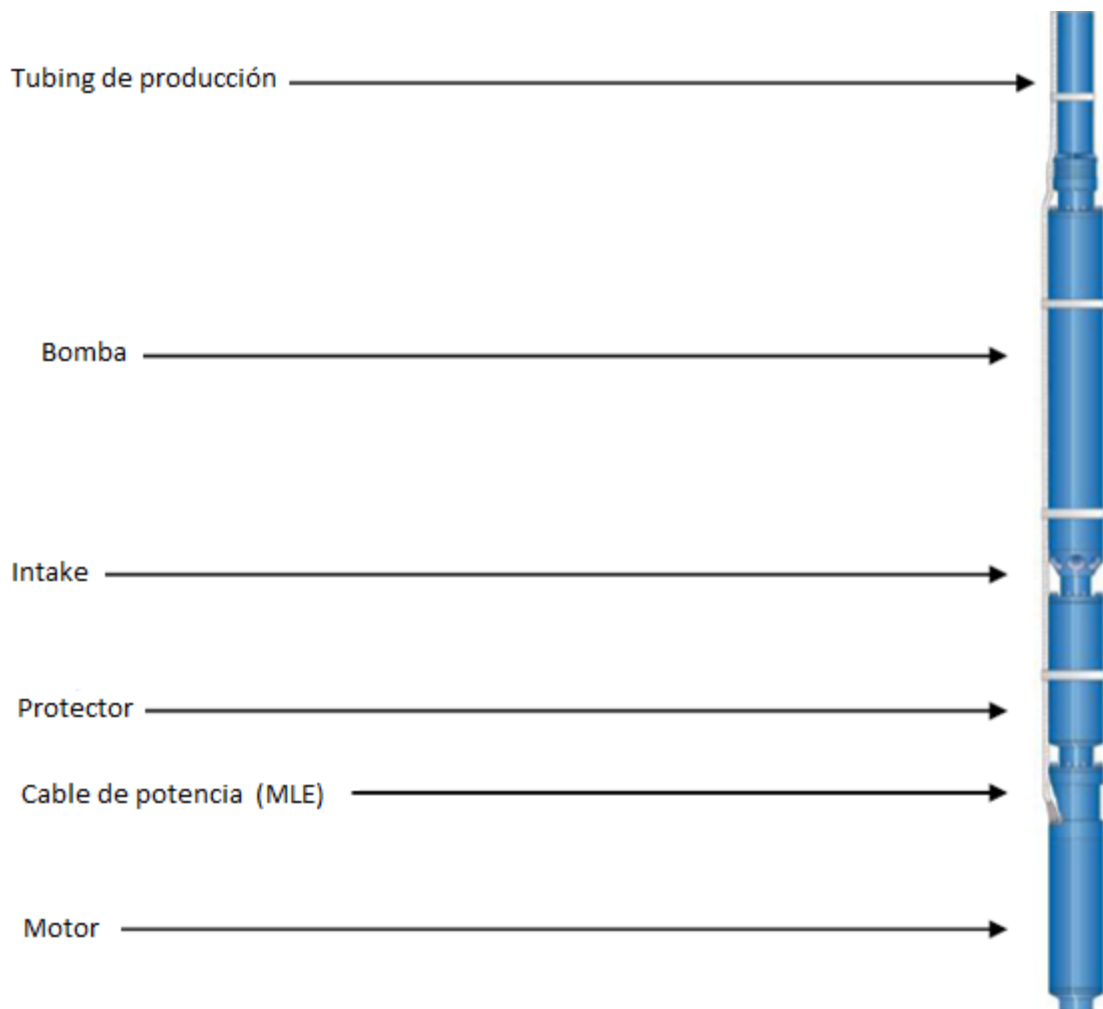 Tubing de producción
Bomba
Intake
Protector
Cable de potencia (MLE)
Motor